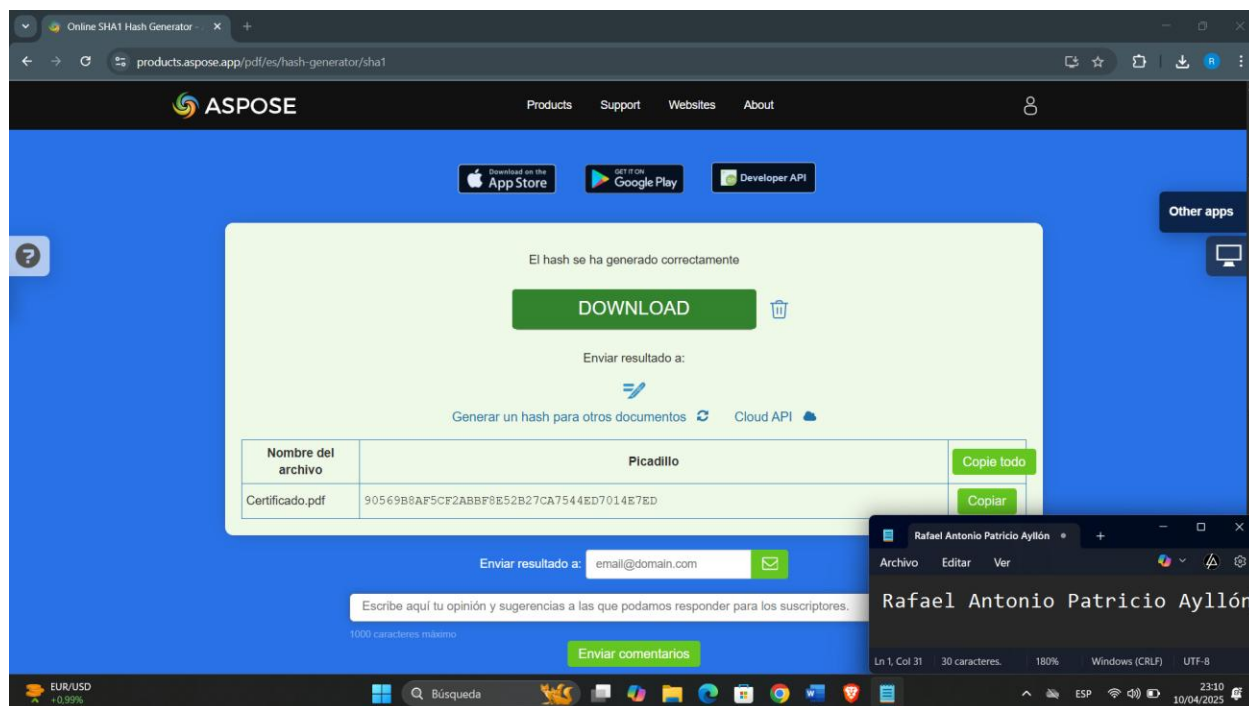 Online SHA1 Hash Generator -
products.aspose.app/pdf/es/hash-generator/sha1
R
ASPOSE
Products
Support
Websites
About
Download on the
App Store
GET IT ON
Google Play
Developer API
Other apps
El hash se ha generado correctamente
DOWNLOAD
Enviar resultado a:
Generar un hash para otros documentos
Cloud API
Nombre del
archivo
Picadillo
Copie todo
Certificado.pdf
90569B8AF5CF2ABBF8E52B27CA7544ED7014E7ED
Copiar
Enviar resultado a:
email@domain.com
Escribe aquí tu opinión y sugerencias a las que podamos responder para los suscriptores.
1000 caracteres máximo
Enviar comentarios
Rafael Antonio Patricio Ayllón
Archivo
Editar
Ver
Rafael Antonio Patricio Ayllón
Ln 1, Col 31
30 caracteres.
180%
Windows (CRLF)
UTF-8
EUR/USD
+0,99%
Búsqueda
ESP
23:10
10/04/2025